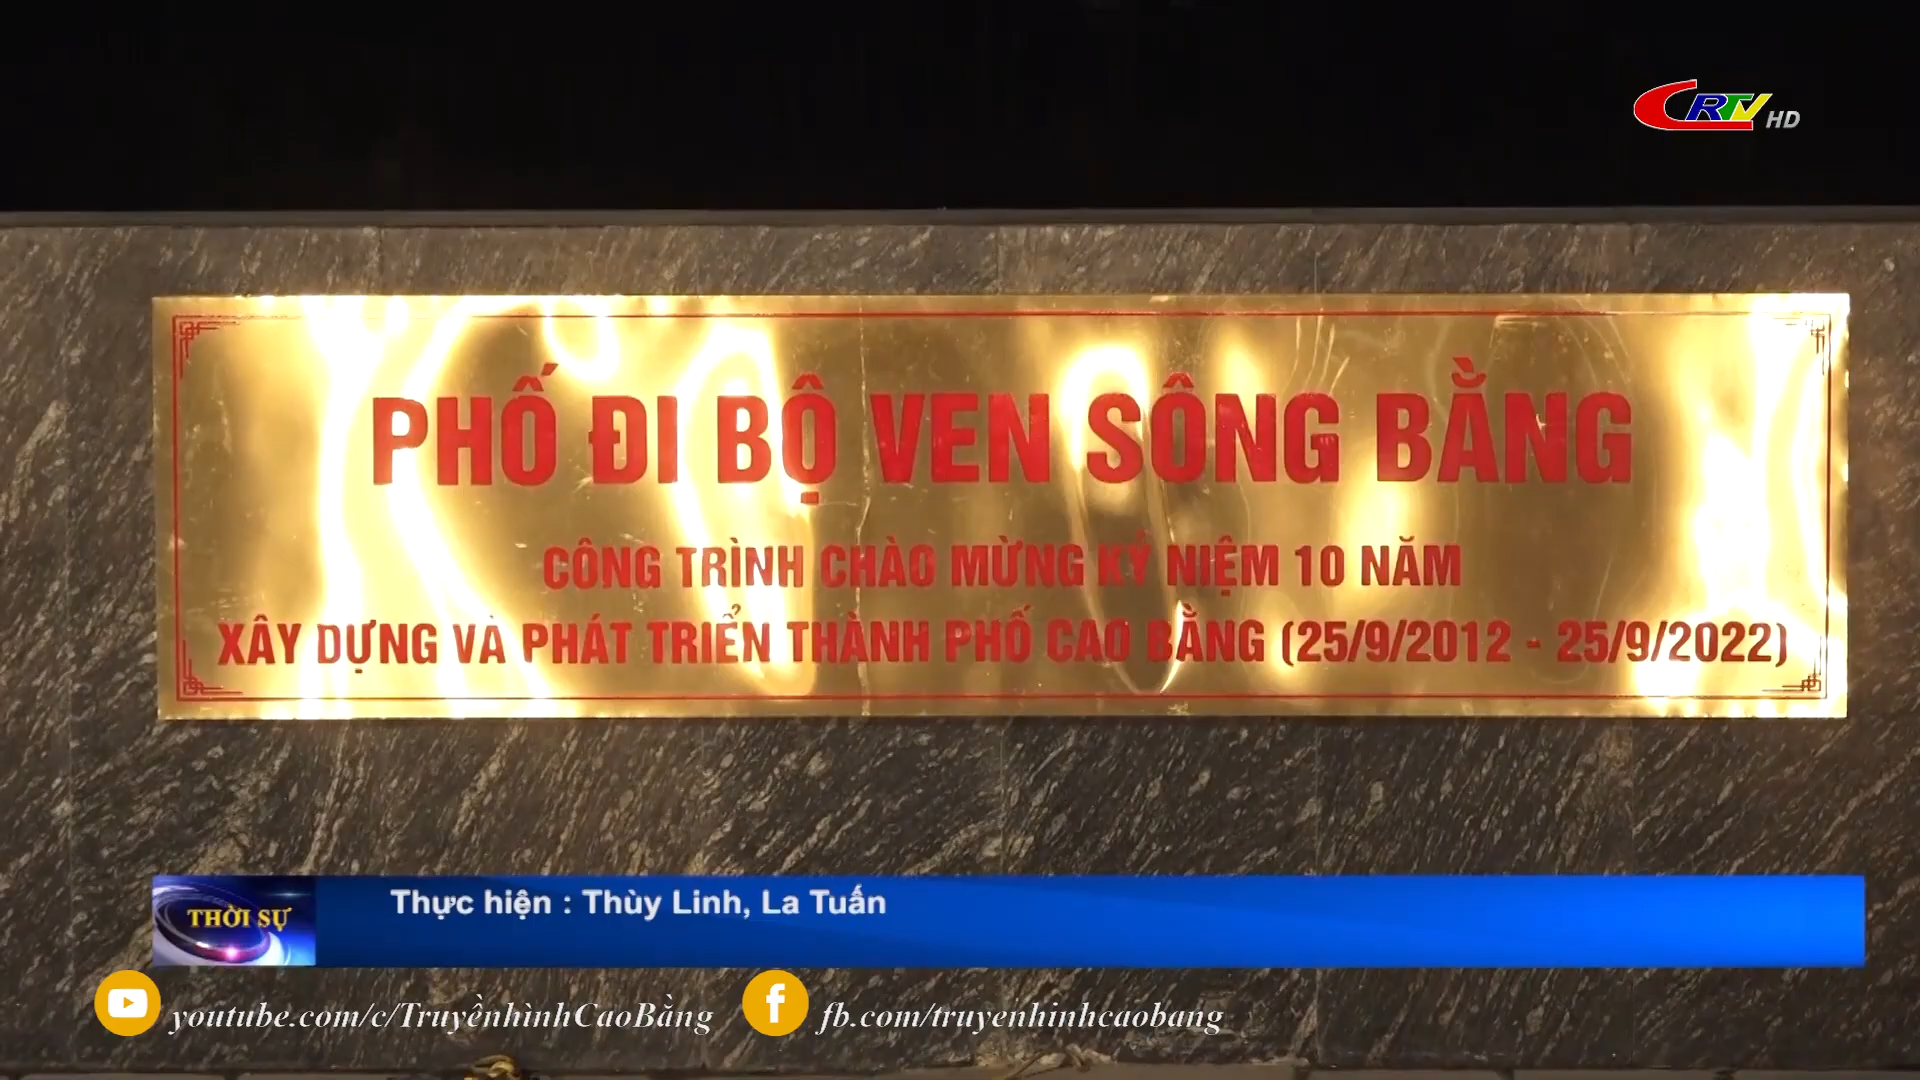 CRTV HD
PHỐ ĐI BỘ VEN SÔNG BẰNG
CÔNG TRÌNH CHÀO MỪNG KỶ NIỆM 10 NĂM
XÂY DỰNG VÀ PHÁT TRIỂN THÀNH PHỐ CAO BẰNG (25/9/2012 - 25/9/2022)
THỜI SỰ
Thực hiện : Thùy Linh, La Tuấn
youtube.com/c/TruyềnhìnhCaoBằng
fb.com/truyenhinhcaobang